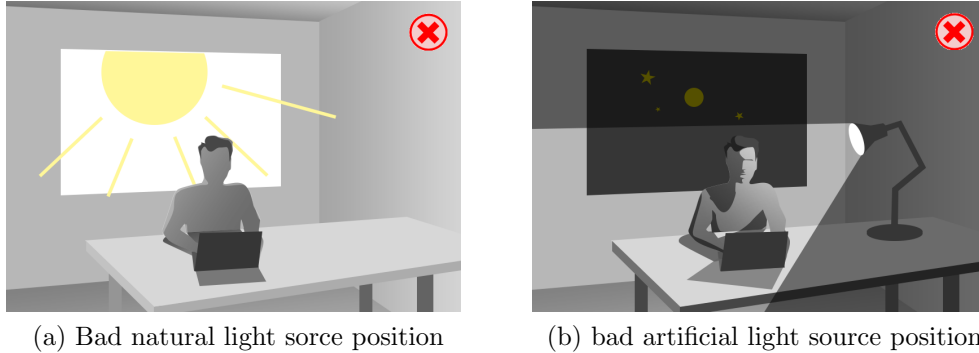 (a) Bad natural light sorce position
(b) bad artificial light source position